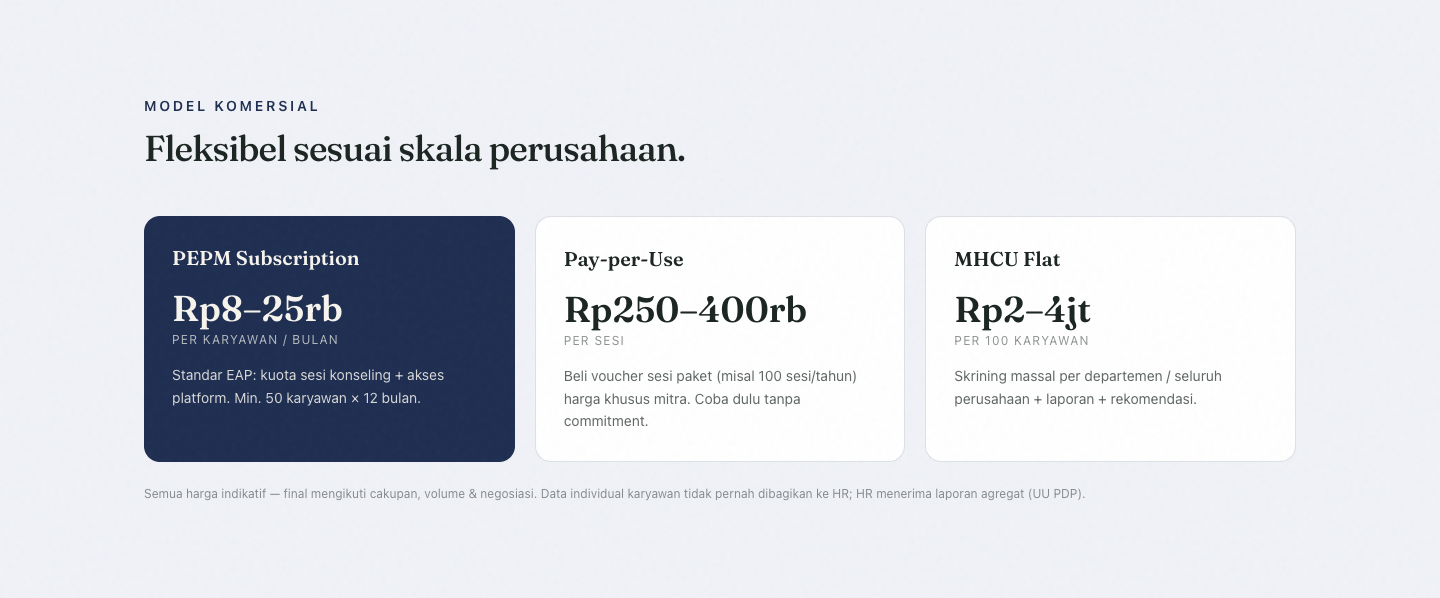 MODEL KOMERSIAL
Fleksibel sesuai skala perusahaan.
PEPM Subscription
Rp8–25rb
PER KARYAWAN / BULAN
Standar EAP: kuota sesi konseling + akses
platform. Min. 50 karyawan × 12 bulan.
Pay-per-Use
Rp250–400rb
PER SESI
Beli voucher sesi paket (misal 100 sesi/tahun)
harga khusus mitra. Coba dulu tanpa
commitment.
MHCU Flat
Rp2–4jt
PER 100 KARYAWAN
Skrining massal per departemen / seluruh
perusahaan + laporan + rekomendasi.
Semua harga indikatif — final mengikuti cakupan, volume & negosiasi. Data individual karyawan tidak pernah dibagikan ke HR; HR menerima laporan agregat (UU PDP).